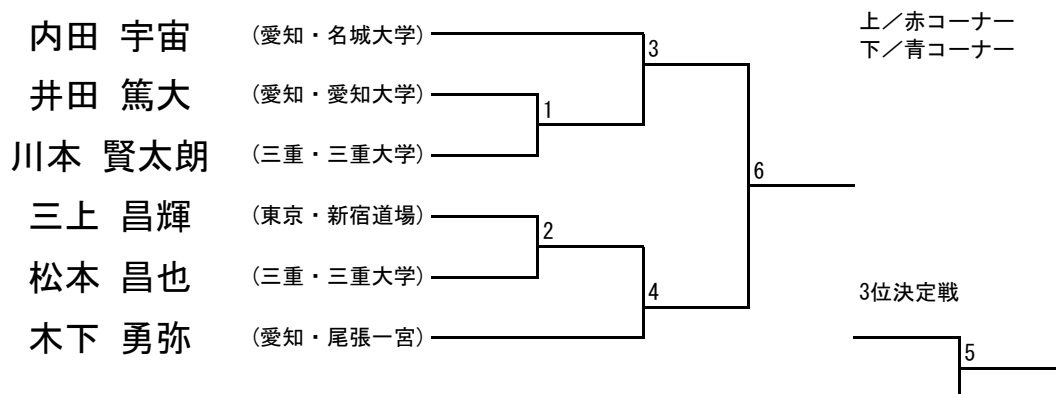 内田 宇宙 (愛知・名城大学)
井田 篤大 (愛知・愛知大学)
川本 賢太朗 (三重・三重大学)
三上 昌輝 (東京・新宿道場)
松本 昌也 (三重・三重大学)
木下 勇弥 (愛知・尾張一宮)
1
2
3
4
6
上／赤コーナー
下／青コーナー
3位決定戦
5